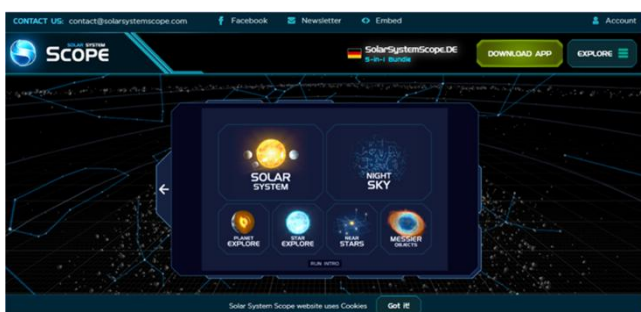 CONTACT US: contact@solarsystemscope.com Facebook Newsletter Embed Account
SOLAR SYSTEM
SCOPE
SolarSystemScope.DE
5-in-1 Bundle
DOWNLOAD APP
EXPLORE
SOLAR
SYSTEM
NIGHT
SKY
PLANET
EXPLORE
STAR
EXPLORE
NEAR
STARS
MESSIER
OBJECTS
RUN INTRO
Solar System Scope website uses Cookies Got it!